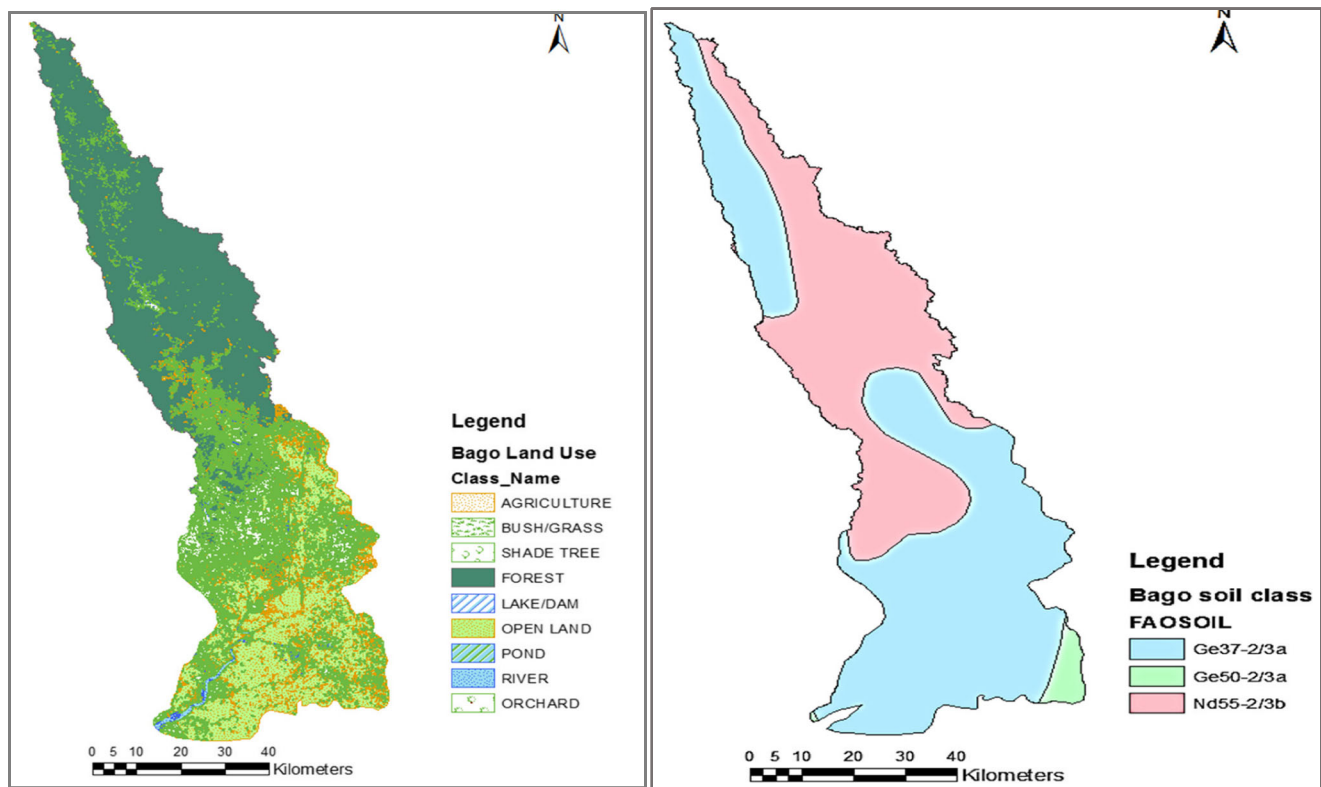 N
Legend
Bago Land Use
Class_Name
AGRICULTURE
BUSH/GRASS
SHADE TREE
FOREST
LAKE/DAM
OPEN LAND
POND
RIVER
ORCHARD
0 5 10 20 30 40
Kilometers
N
Legend
Bago soil class
FAOSOIL
Ge37-2/3a
Ge50-2/3a
Nd55-2/3b
0 5 10 20 30 40
Kilometers